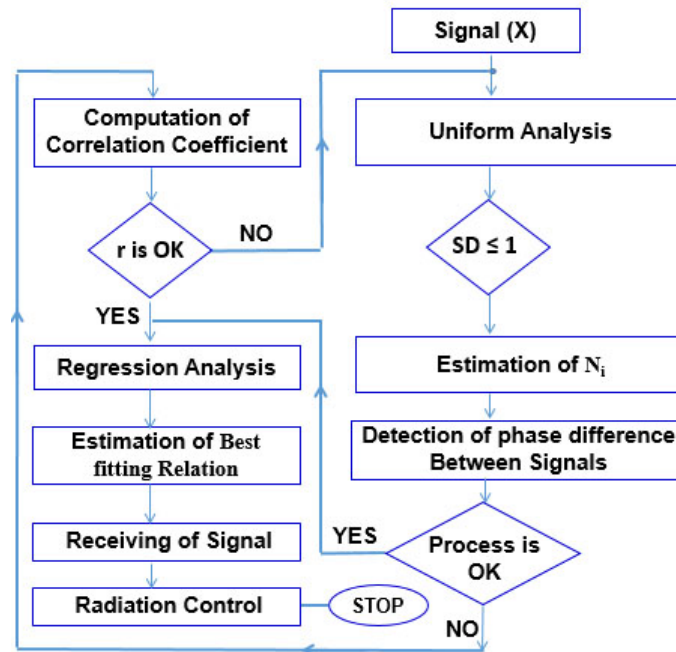 Signal (X)
Computation of
Correlation Coefficient
Uniform Analysis
r is OK
NO
SD ≤ 1
YES
Regression Analysis
Estimation of Nᵢ
Estimation of Best
fitting Relation
Detection of phase difference
Between Signals
Receiving of Signal
YES
Process is
OK
Radiation Control
STOP
NO